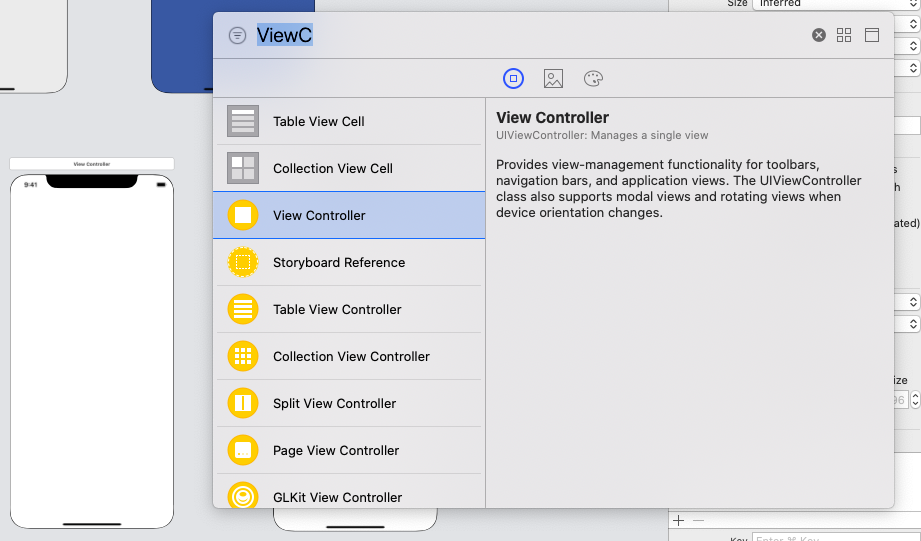 Size Inferred
ViewC
Table View Cell
Collection View Cell
View Controller
Storyboard Reference
Table View Controller
Collection View Controller
Split View Controller
Page View Controller
GLKit View Controller
View Controller
UIViewController: Manages a single view
Provides view-management functionality for toolbars,
navigation bars, and application views. The UIViewController
class also supports modal views and rotating views when
device orientation changes.
View Controller
9:41
s
h
ated)
ize
96
Key Enter ⌘ Key